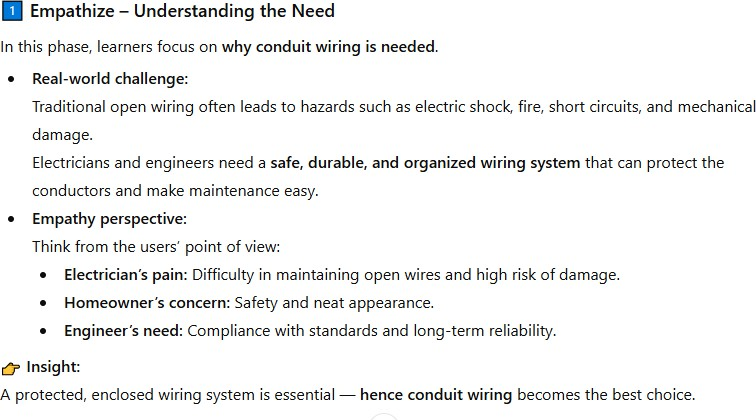 1 Empathize – Understanding the Need
In this phase, learners focus on why conduit wiring is needed.
• Real-world challenge:
Traditional open wiring often leads to hazards such as electric shock, fire, short circuits, and mechanical
damage.
Electricians and engineers need a safe, durable, and organized wiring system that can protect the
conductors and make maintenance easy.
• Empathy perspective:
Think from the users’ point of view:
• Electrician’s pain: Difficulty in maintaining open wires and high risk of damage.
• Homeowner’s concern: Safety and neat appearance.
• Engineer’s need: Compliance with standards and long-term reliability.
👉 Insight:
A protected, enclosed wiring system is essential — hence conduit wiring becomes the best choice.